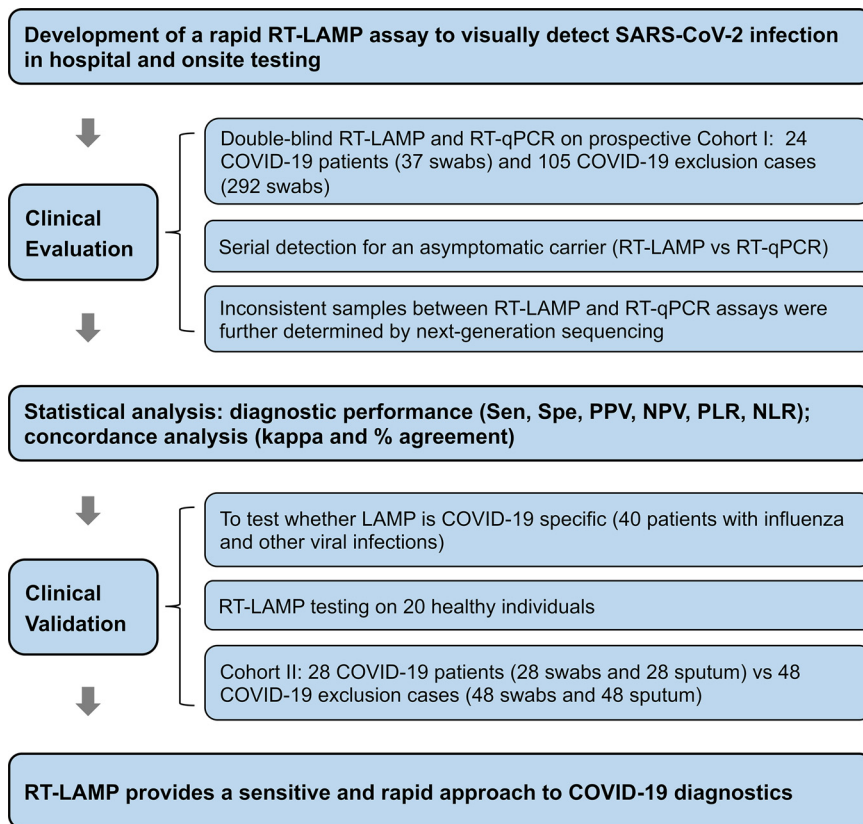 Development of a rapid RT-LAMP assay to visually detect SARS-CoV-2 infection
in hospital and onsite testing
Double-blind RT-LAMP and RT-qPCR on prospective Cohort I:  24
COVID-19 patients (37 swabs) and 105 COVID-19 exclusion cases
(292 swabs)
Clinical
Evaluation
Serial detection for an asymptomatic carrier (RT-LAMP vs RT-qPCR)
Inconsistent samples between RT-LAMP and RT-qPCR assays were
further determined by next-generation sequencing
Statistical analysis: diagnostic performance (Sen, Spe, PPV, NPV, PLR, NLR);
concordance analysis (kappa and % agreement)
To test whether LAMP is COVID-19 specific (40 patients with influenza
and other viral infections)
Clinical
Validation
RT-LAMP testing on 20 healthy individuals
Cohort II: 28 COVID-19 patients (28 swabs and 28 sputum) vs 48
COVID-19 exclusion cases (48 swabs and 48 sputum)
RT-LAMP provides a sensitive and rapid approach to COVID-19 diagnostics